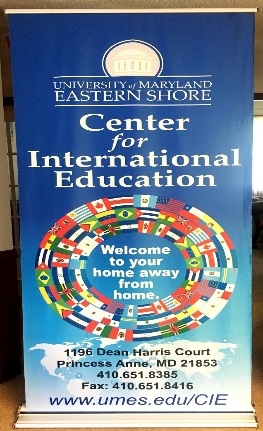 UNIVERSITY of MARYLAND
EASTERN SHORE
Center
for
International
Education
Welcome
to your
home away
from
home.
1196 Dean Harris Court
Princess Anne, MD 21853
410.651.8385
Fax: 410.651.8416
www.umes.edu/CIE